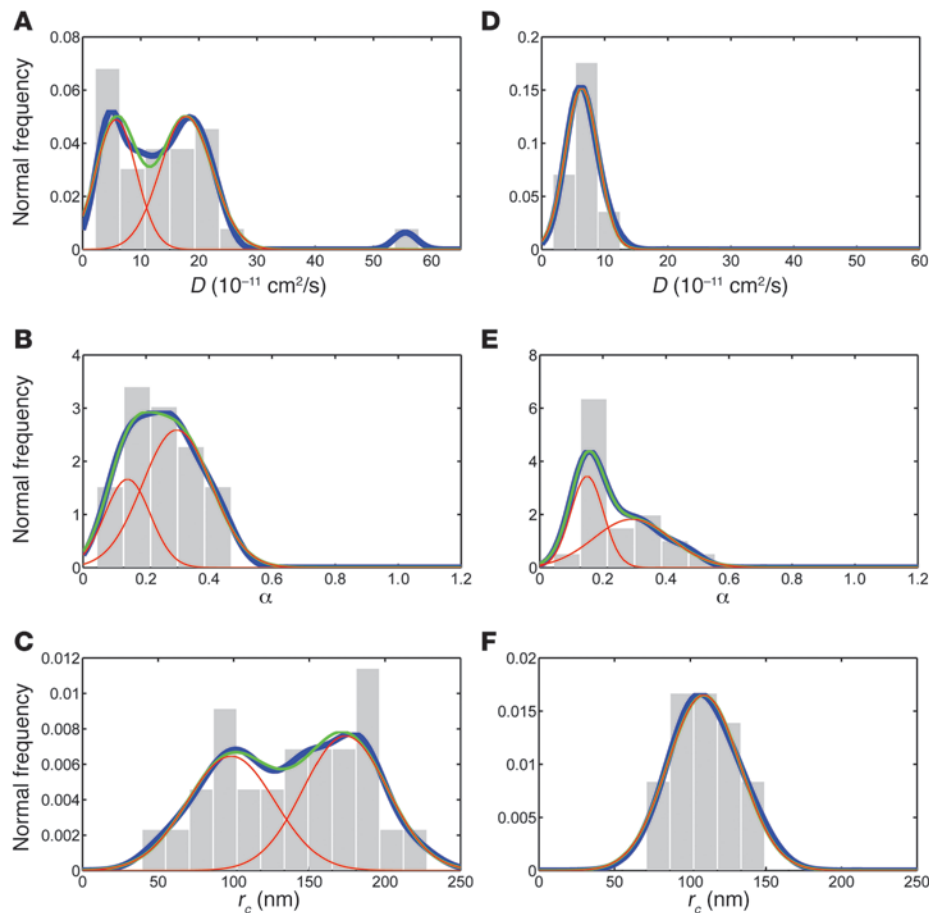 A
0.08
0.06
0.04
0.02
0
0 10 20 30 40 50 60
Normal frequency
D (10⁻¹¹ cm²/s)
D
0.2
0.15
0.1
0.05
0
0 10 20 30 40 50 60
D (10⁻¹¹ cm²/s)
B
4
3
2
1
0
0 0.2 0.4 0.6 0.8 1.0 1.2
Normal frequency
α
E
8
6
4
2
0
0 0.2 0.4 0.6 0.8 1.0 1.2
α
C
0.012
0.010
0.008
0.006
0.004
0.002
0
0 50 100 150 200 250
Normal frequency
r_c (nm)
F
0.02
0.015
0.01
0.005
0
0 50 100 150 200 250
r_c (nm)